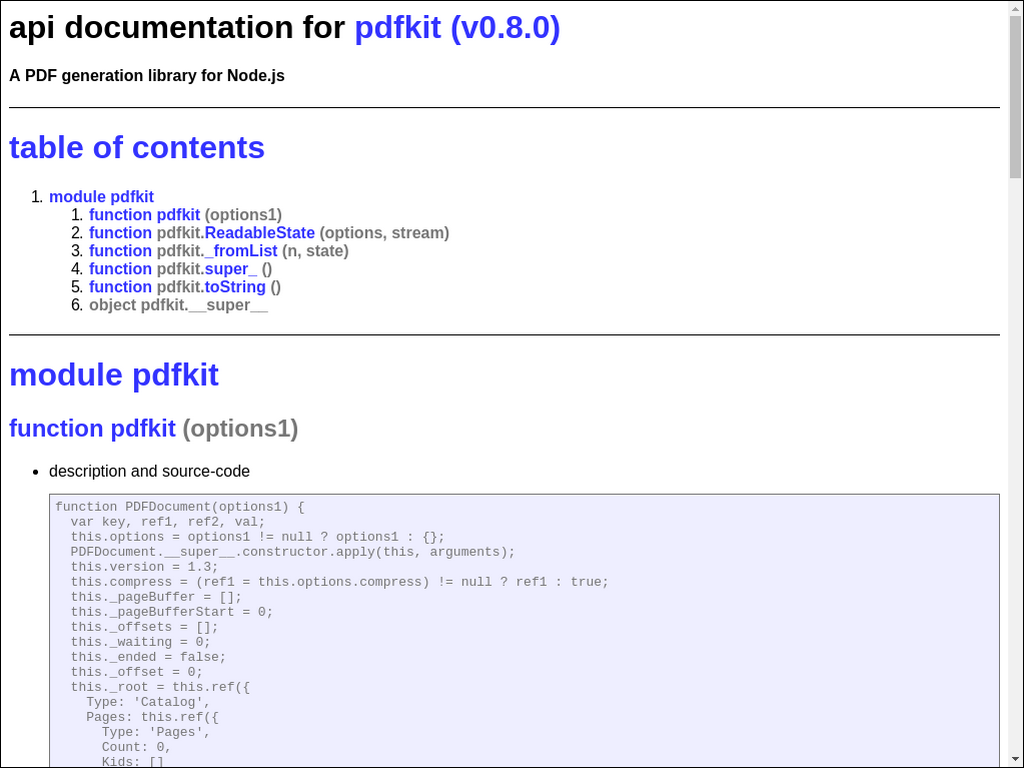 api documentation for pdfkit (v0.8.0)
A PDF generation library for Node.js
table of contents
1. module pdfkit
1. function pdfkit (options1)
2. function pdfkit.ReadableState (options, stream)
3. function pdfkit._fromList (n, state)
4. function pdfkit.super_ ()
5. function pdfkit.toString ()
6. object pdfkit.__super__
module pdfkit
function pdfkit (options1)
• description and source-code
function PDFDocument(options1) {
  var key, ref1, ref2, val;
  this.options = options1 != null ? options1 : {};
  PDFDocument.__super__.constructor.apply(this, arguments);
  this.version = 1.3;
  this.compress = (ref1 = this.options.compress) != null ? ref1 : true;
  this._pageBuffer = [];
  this._pageBufferStart = 0;
  this._offsets = [];
  this._waiting = 0;
  this._ended = false;
  this._offset = 0;
  this._root = this.ref({
    Type: 'Catalog',
    Pages: this.ref({
      Type: 'Pages',
      Count: 0,
      Kids: []